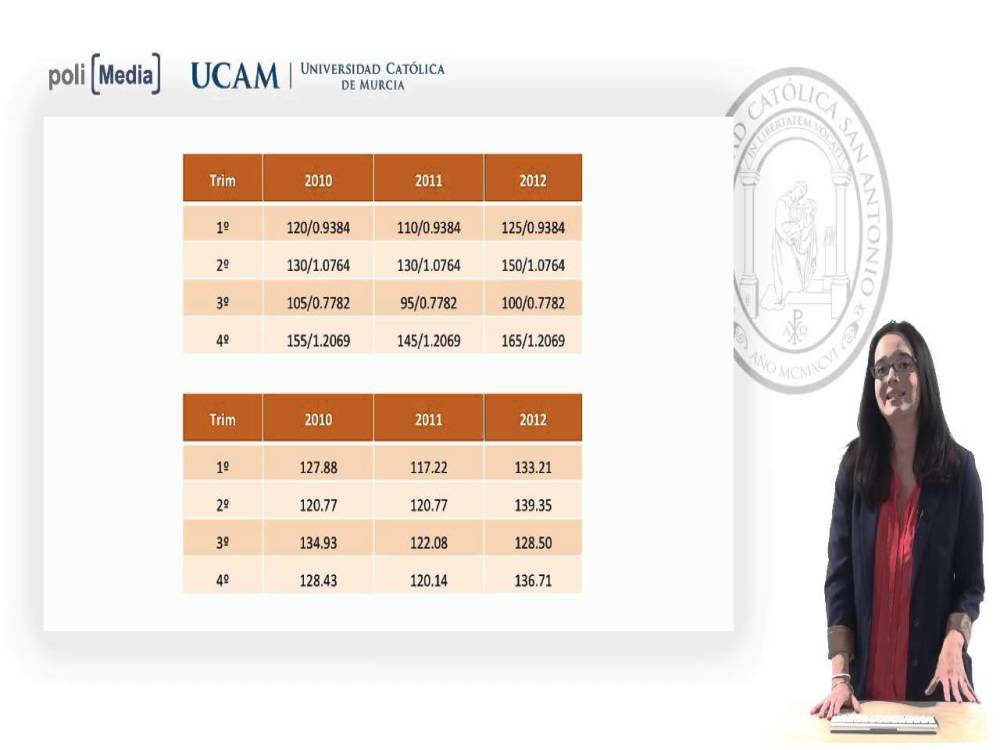 poli [Media]
UCAM | UNIVERSIDAD CATÓLICA
DE MURCIA
CATÓLICA SAN ANTONIO
IN LIBERTATEM VOCATI
AÑO MCMXCVI
Trim 2010 2011 2012
1º 120/0.9384 110/0.9384 125/0.9384
2º 130/1.0764 130/1.0764 150/1.0764
3º 105/0.7782 95/0.7782 100/0.7782
4º 155/1.2069 145/1.2069 165/1.2069
Trim 2010 2011 2012
1º 127.88 117.22 133.21
2º 120.77 120.77 139.35
3º 134.93 122.08 128.50
4º 128.43 120.14 136.71